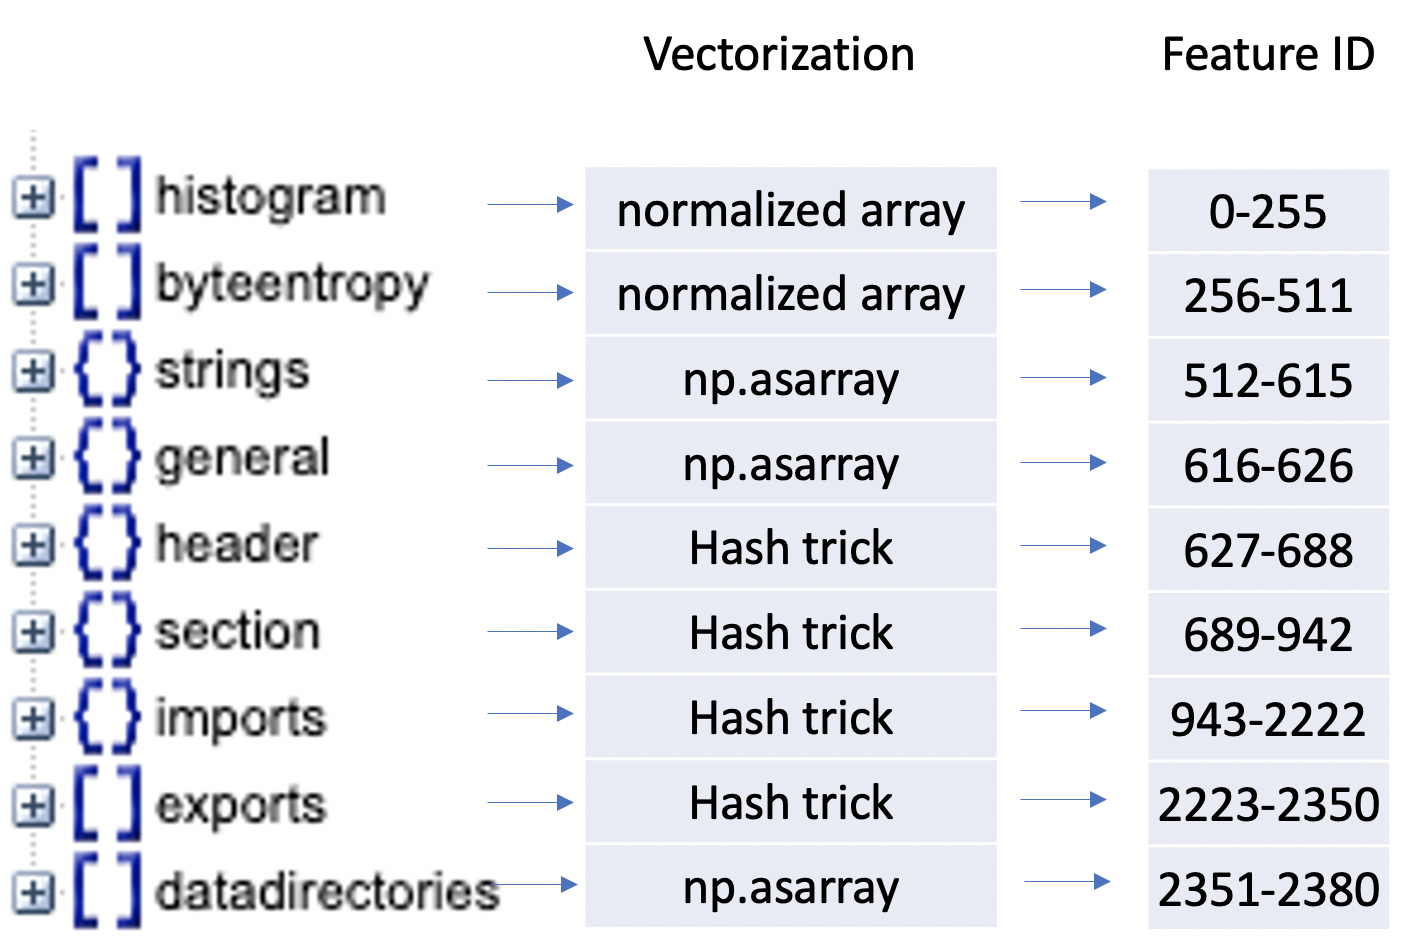 Vectorization Feature ID
[ ] histogram normalized array 0-255
[ ] byteentropy normalized array 256-511
{ } strings np.asarray 512-615
{ } general np.asarray 616-626
{ } header Hash trick 627-688
{ } section Hash trick 689-942
{ } imports Hash trick 943-2222
[ ] exports Hash trick 2223-2350
[ ] datadirectories np.asarray 2351-2380